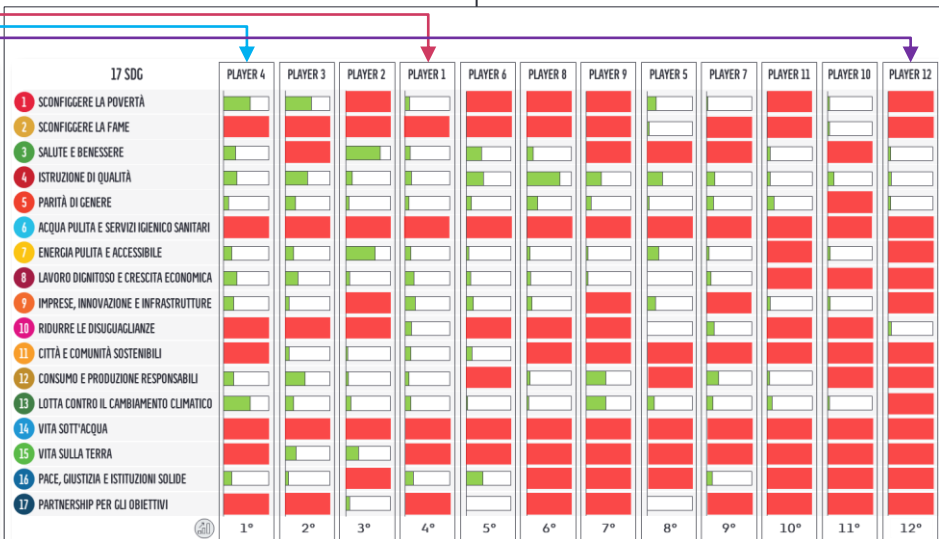 17 SDG PLAYER 4 PLAYER 3 PLAYER 2 PLAYER 1 PLAYER 6 PLAYER 8 PLAYER 9 PLAYER 5 PLAYER 7 PLAYER 11 PLAYER 10 PLAYER 12
1 SCONFIGGERE LA POVERTÀ
2 SCONFIGGERE LA FAME
3 SALUTE E BENESSERE
4 ISTRUZIONE DI QUALITÀ
5 PARITÀ DI GENERE
6 ACQUA PULITA E SERVIZI IGIENICO SANITARI
7 ENERGIA PULITA E ACCESSIBILE
8 LAVORO DIGNITOSO E CRESCITA ECONOMICA
9 IMPRESE, INNOVAZIONE E INFRASTRUTTURE
10 RIDURRE LE DISUGUAGLIANZE
11 CITTÀ E COMUNITÀ SOSTENIBILI
12 CONSUMO E PRODUZIONE RESPONSABILI
13 LOTTA CONTRO IL CAMBIAMENTO CLIMATICO
14 VITA SOTT'ACQUA
15 VITA SULLA TERRA
16 PACE, GIUSTIZIA E ISTITUZIONI SOLIDE
17 PARTNERSHIP PER GLI OBIETTIVI
1° 2° 3° 4° 5° 6° 7° 8° 9° 10° 11° 12°